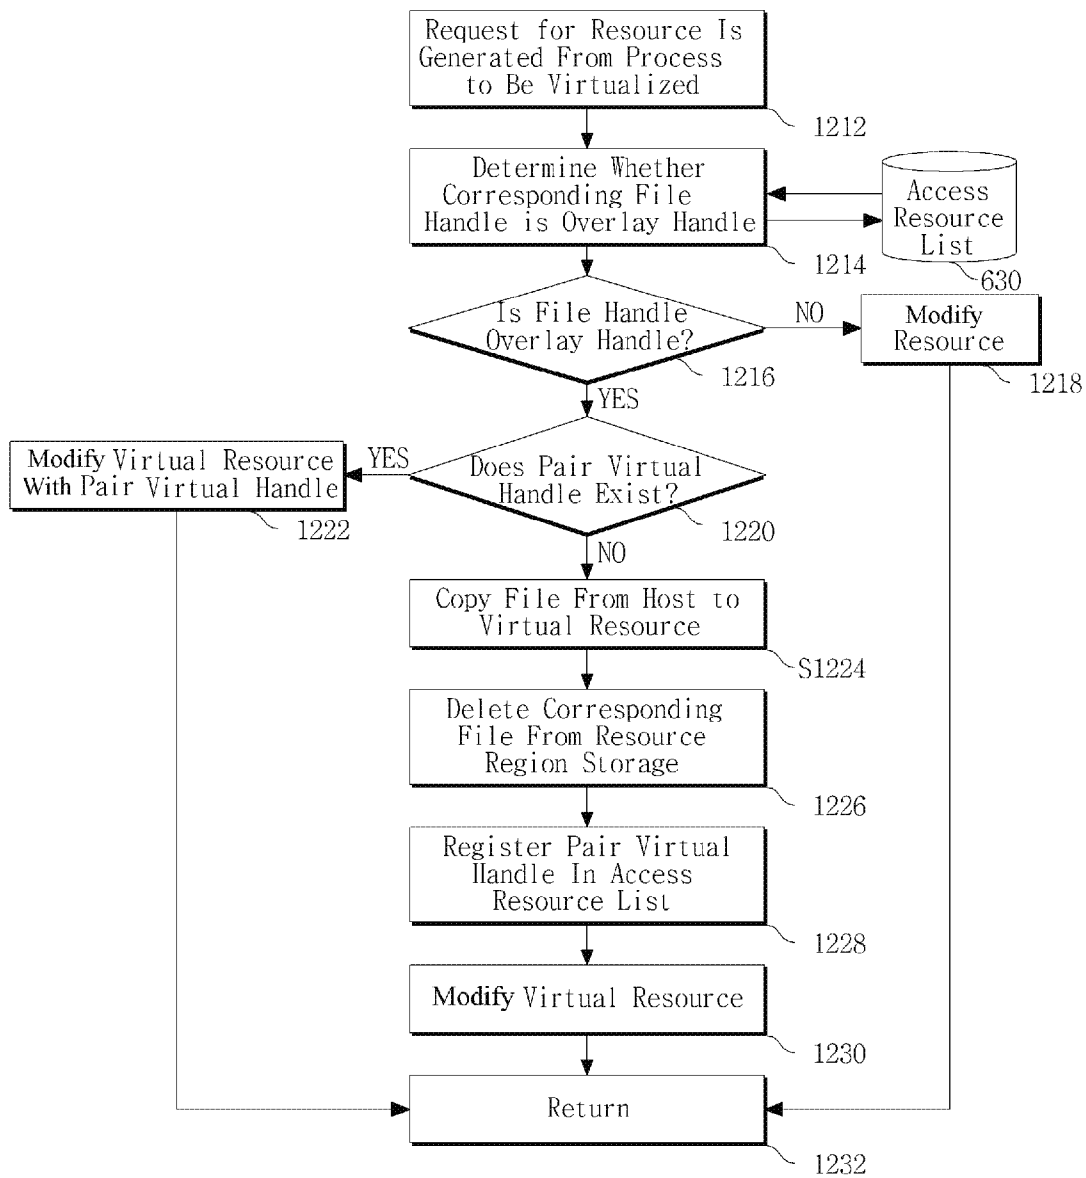 Request for Resource Is
Generated From Process
to Be Virtualized
1212
Determine Whether
Corresponding File
Handle is Overlay Handle
1214
Access
Resource
List
630
Is File Handle
Overlay Handle?
1216
NO
Modify
Resource
1218
YES
Does Pair Virtual
Handle Exist?
1220
YES
Modify Virtual Resource
With Pair Virtual Handle
1222
NO
Copy File From Host to
Virtual Resource
S1224
Delete Corresponding
File From Resource
Region Storage
1226
Register Pair Virtual
Handle In Access
Resource List
1228
Modify Virtual Resource
1230
Return
1232